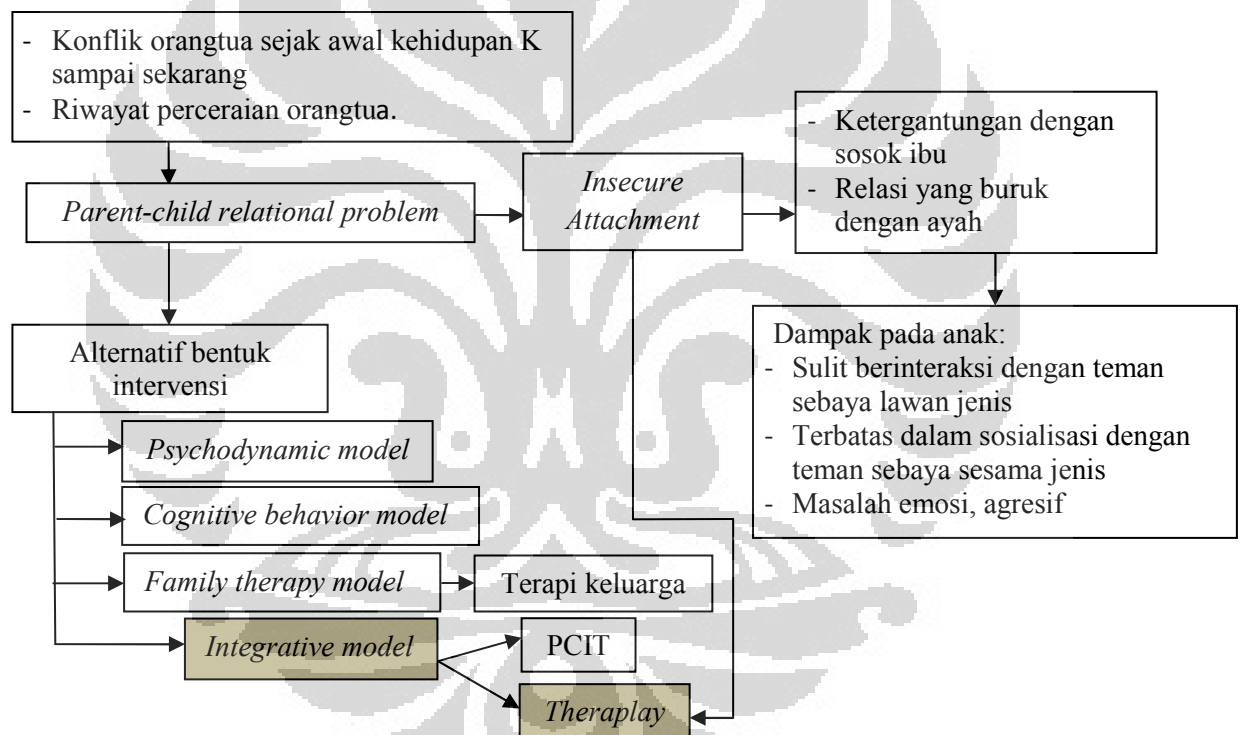 - Konflik orangtua sejak awal kehidupan K
sampai sekarang
- Riwayat perceraian orangtua.
Parent-child relational problem
Insecure
Attachment
- Ketergantungan dengan
sosok ibu
- Relasi yang buruk
dengan ayah
Dampak pada anak:
- Sulit berinteraksi dengan teman
sebaya lawan jenis
- Terbatas dalam sosialisasi dengan
teman sebaya sesama jenis
- Masalah emosi, agresif
Alternatif bentuk
intervensi
Psychodynamic model
Cognitive behavior model
Family therapy model
Terapi keluarga
Integrative model
PCIT
Theraplay